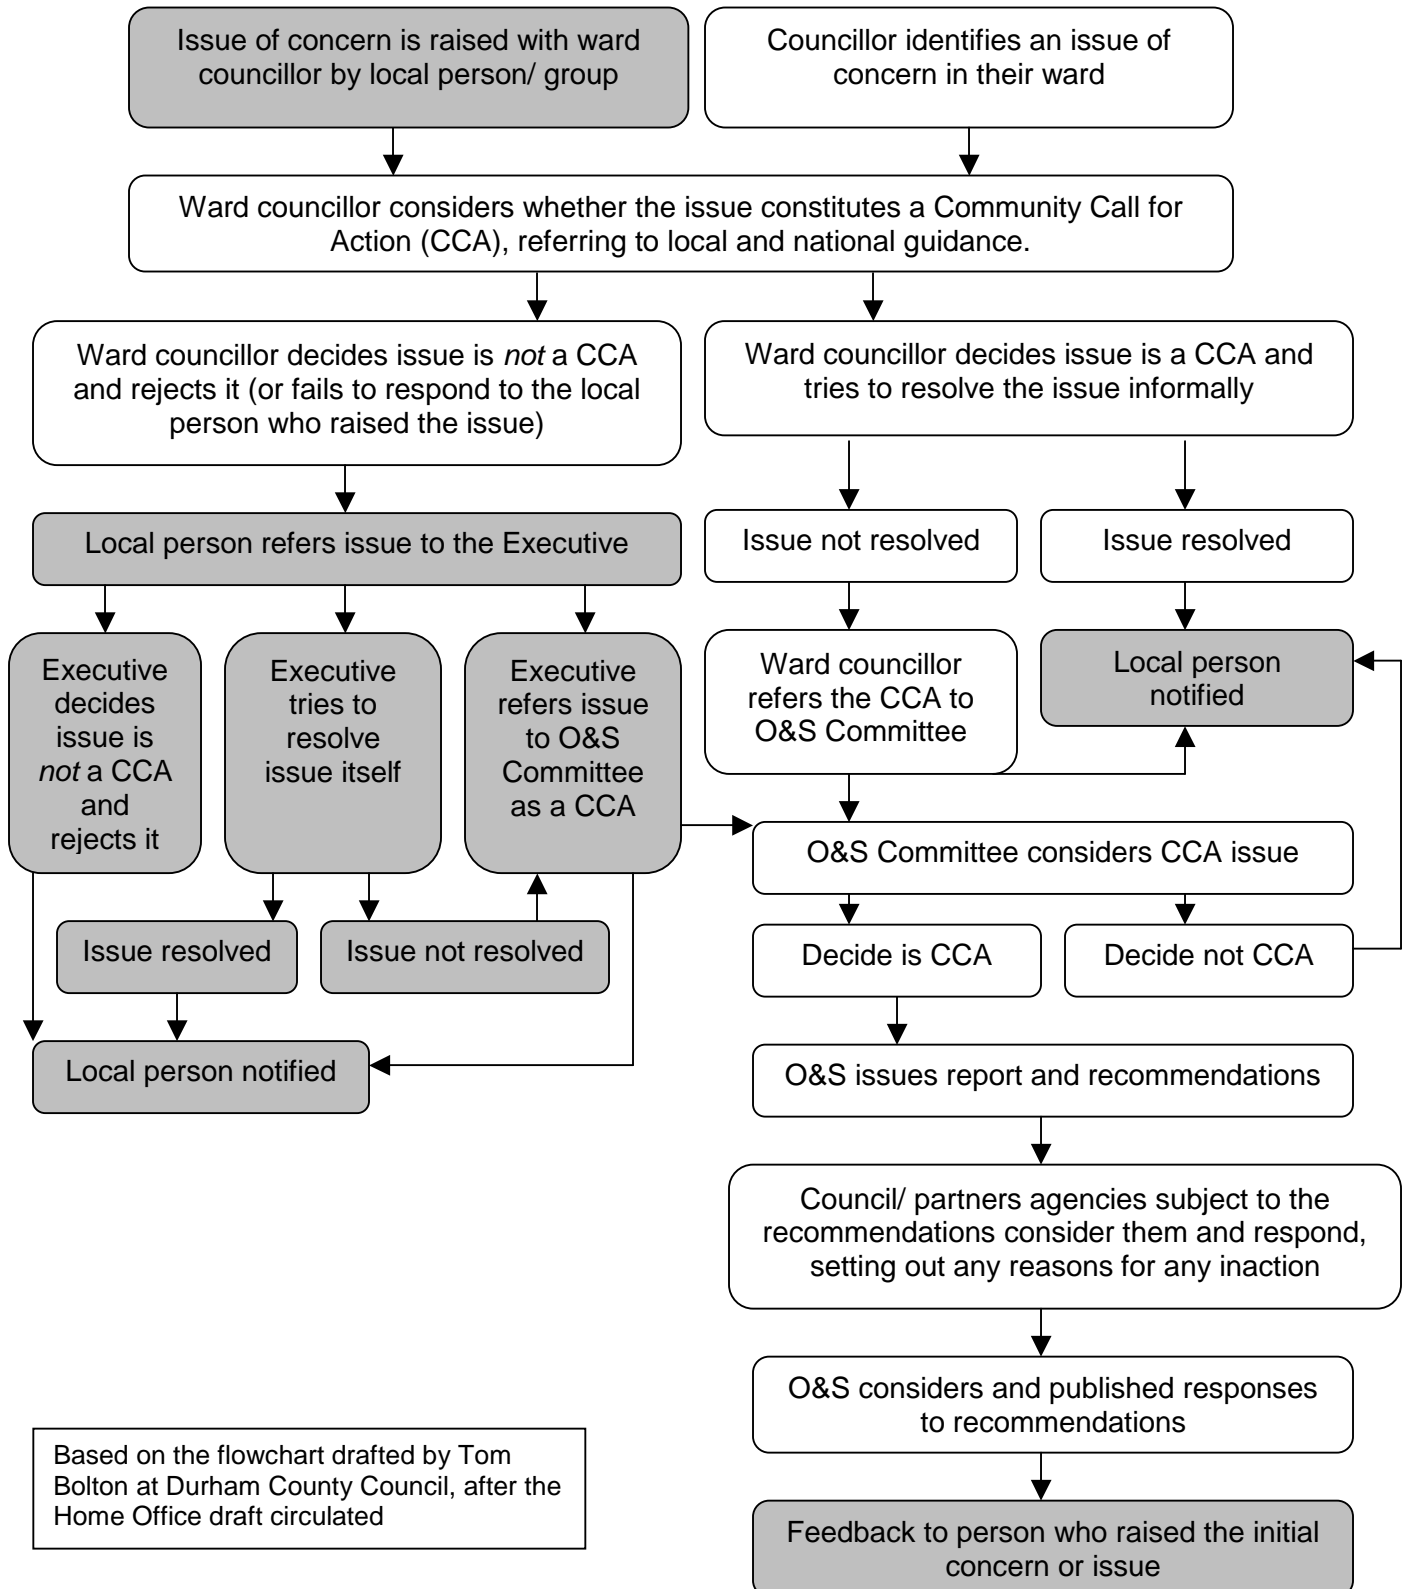 Issue of concern is raised with ward
councillor by local person/ group
Councillor identifies an issue of
concern in their ward
Ward councillor considers whether the issue constitutes a Community Call for
Action (CCA), referring to local and national guidance.
Ward councillor decides issue is not a CCA
and rejects it (or fails to respond to the local
person who raised the issue)
Ward councillor decides issue is a CCA and
tries to resolve the issue informally
Local person refers issue to the Executive
Issue not resolved
Issue resolved
Executive
decides
issue is
not a CCA
and
rejects it
Executive
tries to
resolve
issue itself
Executive
refers issue
to O&S
Committee
as a CCA
Ward councillor
refers the CCA to
O&S Committee
Local person
notified
O&S Committee considers CCA issue
Issue resolved
Issue not resolved
Decide is CCA
Decide not CCA
Local person notified
O&S issues report and recommendations
Council/ partners agencies subject to the
recommendations consider them and respond,
setting out any reasons for any inaction
O&S considers and published responses
to recommendations
Based on the flowchart drafted by Tom
Bolton at Durham County Council, after the
Home Office draft circulated
Feedback to person who raised the initial
concern or issue